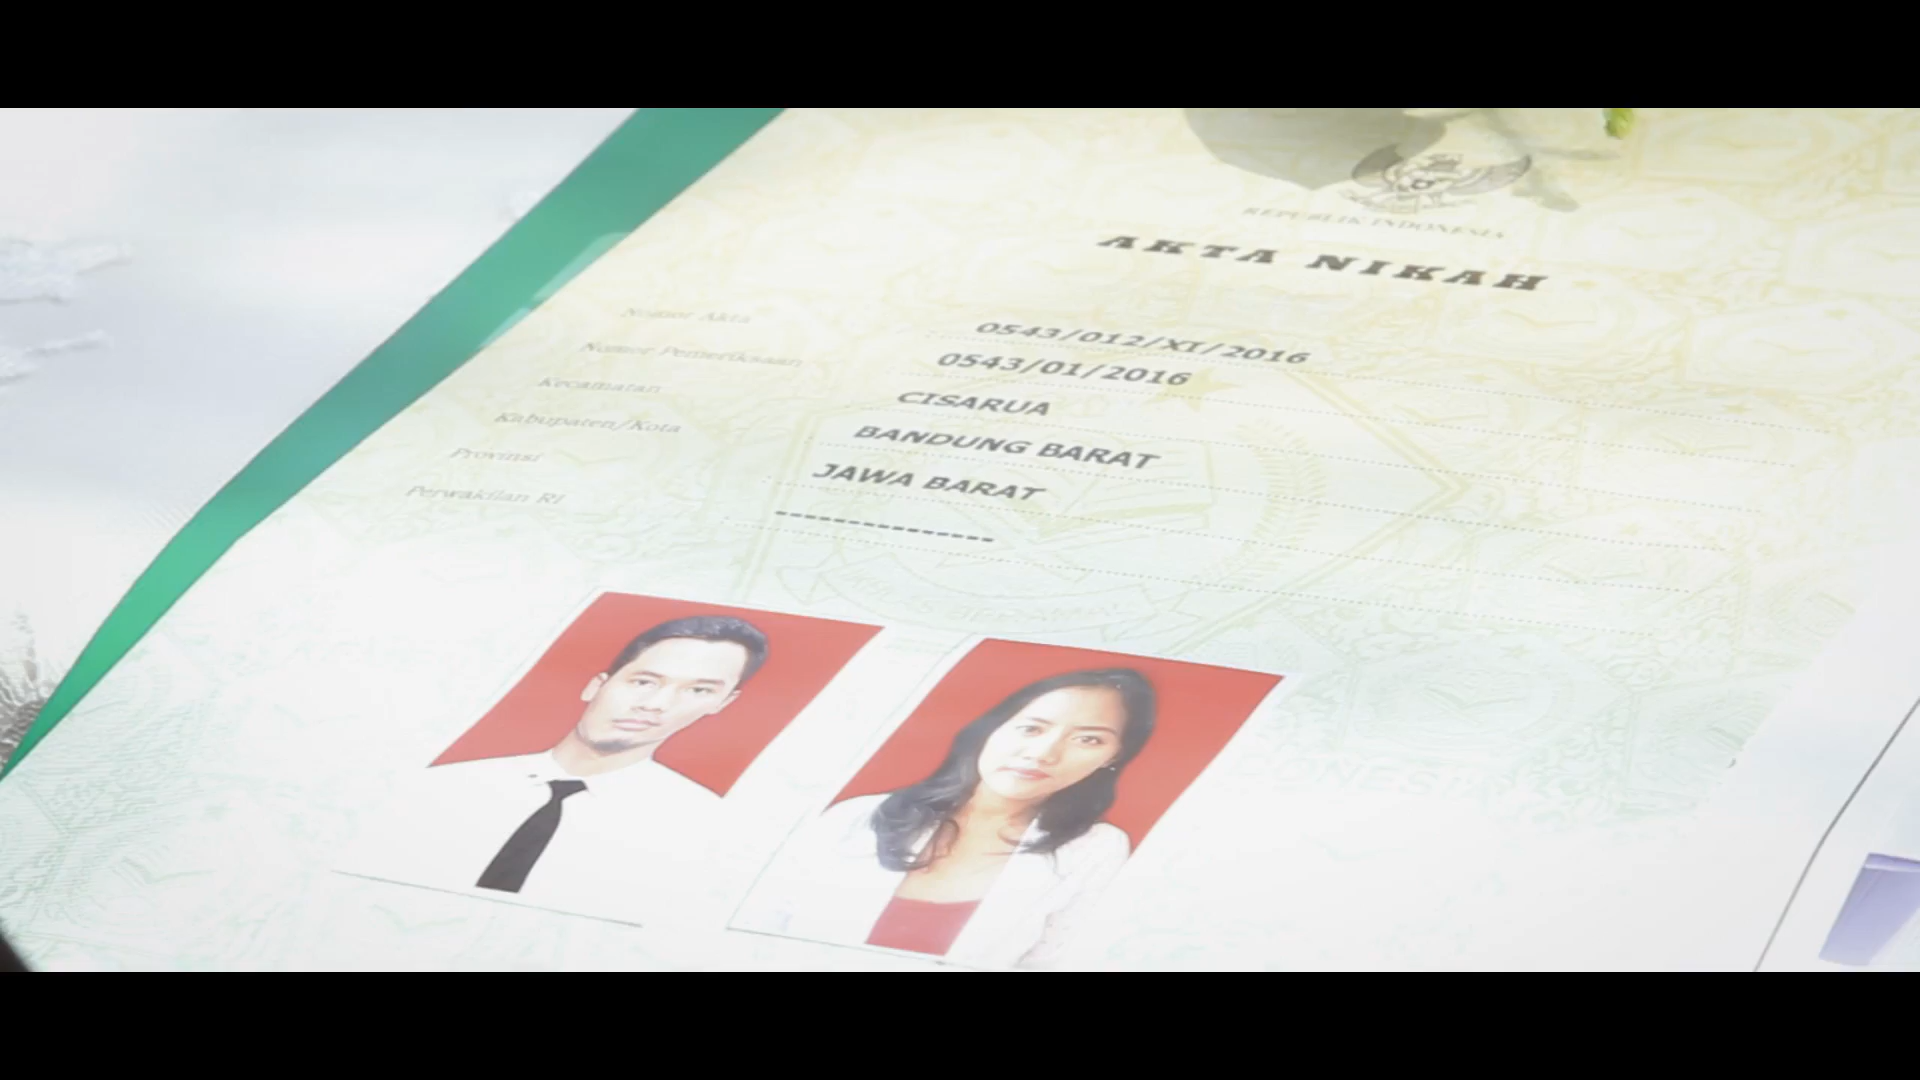 REPUBLIK INDONESIA
AKTA NIKAH
Nomor Akta 0543/012/XI/2016
Nomor Pemeriksaan 0543/01/2016
Kecamatan CISARUA
Kabupaten/Kota BANDUNG BARAT
Provinsi JAWA BARAT
Perwakilan RI ---------------